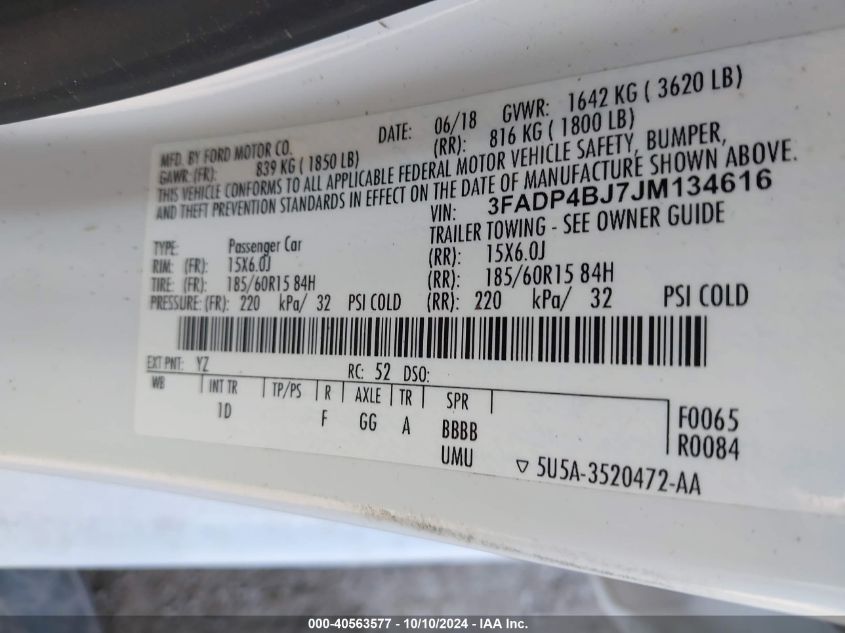 MFD. BY FORD MOTOR CO. DATE: 06/18 GVWR: 1642 KG ( 3620 LB)
GAWR: (FR): 839 KG ( 1850 LB) (RR): 816 KG ( 1800 LB)
THIS VEHICLE CONFORMS TO ALL APPLICABLE FEDERAL MOTOR VEHICLE SAFETY, BUMPER,
AND THEFT PREVENTION STANDARDS IN EFFECT ON THE DATE OF MANUFACTURE SHOWN ABOVE.
VIN: 3FADP4BJ7JM134616
TRAILER TOWING - SEE OWNER GUIDE
TYPE: Passenger Car
RIM: (FR): 15X6.0J (RR): 15X6.0J
TIRE: (FR): 185/60R15 84H (RR): 185/60R15 84H
PRESSURE: (FR): 220 kPa/ 32 PSI COLD (RR): 220 kPa/ 32 PSI COLD
EXT PNT: YZ RC: 52 DSO:
WB INT TR TP/PS R AXLE TR SPR
1D F GG A BBBB F0065
UMU R0084
5U5A-3520472-AA
000-40563577 - 10/10/2024 - IAA Inc.